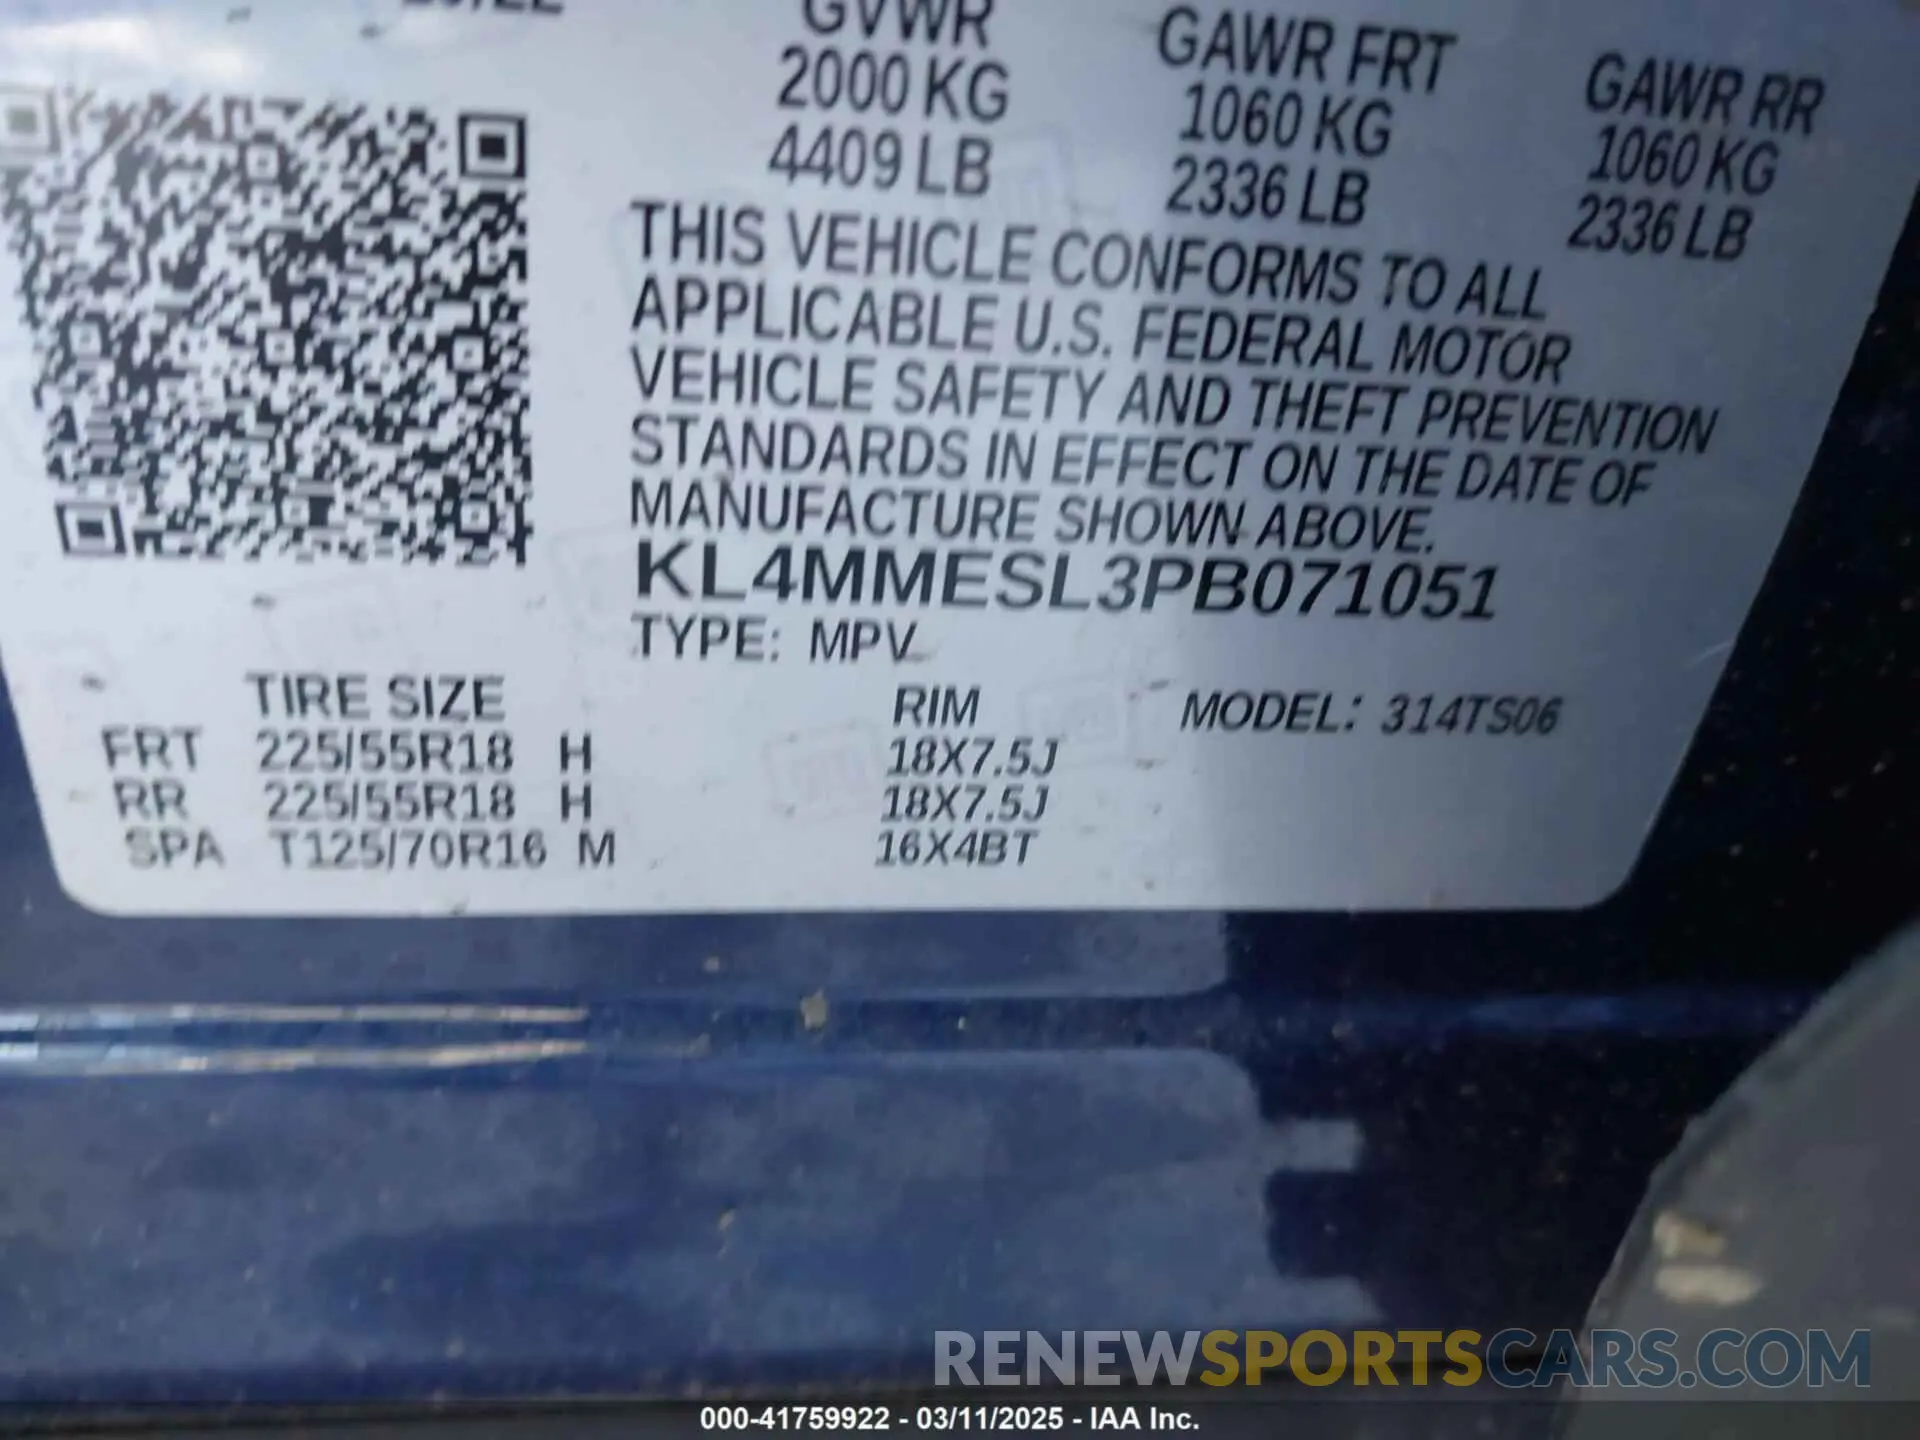 GVWR GAWR FRT GAWR RR
2000 KG 1060 KG 1060 KG
4409 LB 2336 LB 2336 LB
THIS VEHICLE CONFORMS TO ALL
APPLICABLE U.S. FEDERAL MOTOR
VEHICLE SAFETY AND THEFT PREVENTION
STANDARDS IN EFFECT ON THE DATE OF
MANUFACTURE SHOWN ABOVE.
KL4MMESL3PB071051
TYPE: MPV
TIRE SIZE RIM MODEL: 314TS06
FRT 225/55R18 H 18X7.5J
RR 225/55R18 H 18X7.5J
SPA T125/70R16 M 16X4BT
RENEWSPORTSCARS.COM
000-41759922 - 03/11/2025 - IAA Inc.